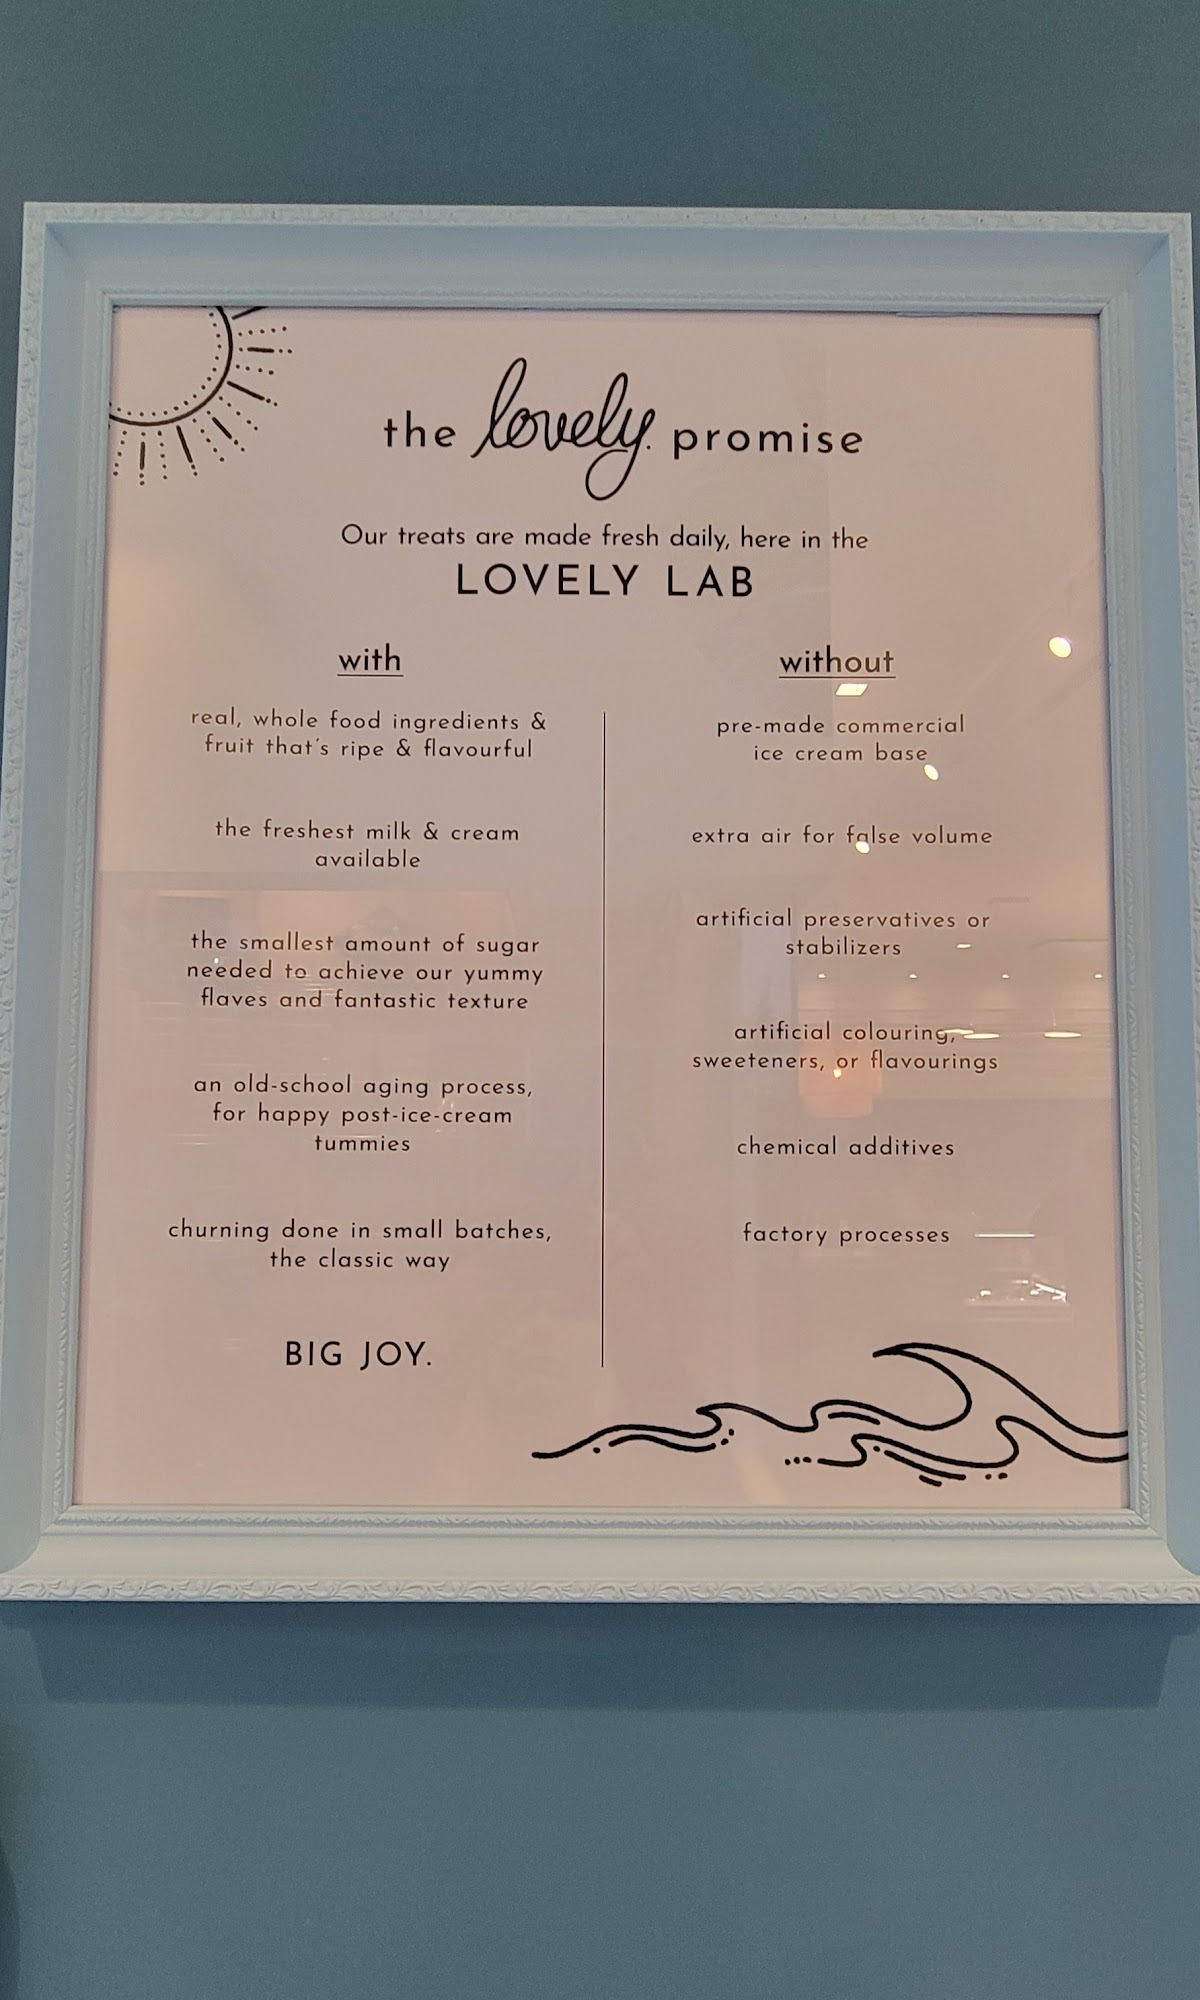 the lovely. promise
Our treats are made fresh daily, here in the
LOVELY LAB
with
real, whole food ingredients &
fruit that's ripe & flavourful
the freshest milk & cream
available
the smallest amount of sugar
needed to achieve our yummy
flaves and fantastic texture
an old-school aging process,
for happy post-ice-cream
tummies
churning done in small batches,
the classic way
BIG JOY.
without
pre-made commercial
ice cream base
extra air for false volume
artificial preservatives or
stabilizers
artificial colouring,
sweeteners, or flavourings
chemical additives
factory processes